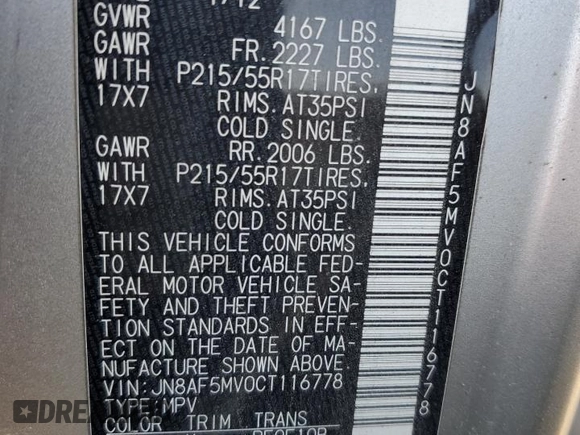 GVWR 4167 LBS.
GAWR FR. 2227 LBS.
WITH P215/55R17TIRES,
17X7 RIMS. AT35PSI
COLD SINGLE.
GAWR RR. 2006 LBS.
WITH P215/55R17TIRES,
17X7 RIMS. AT35PSI
COLD SINGLE.
THIS VEHICLE CONFORMS
TO ALL APPLICABLE FED-
ERAL MOTOR VEHICLE SA-
FETY AND THEFT PREVEN-
TION STANDARDS IN EFF-
ECT ON THE DATE OF MA-
NUFACTURE SHOWN ABOVE.
VIN: JN8AF5MV0CT116778
TYPE: MPV
COLOR TRIM TRANS
JN8AF5MV0CT116778